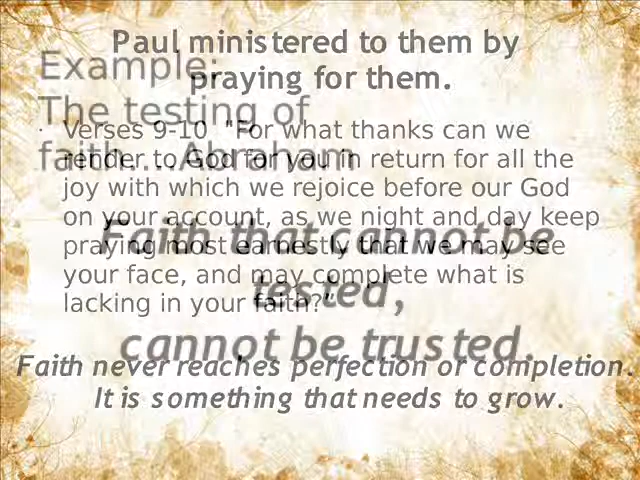 Paul ministered to them by
praying for them.
Example:
The testing of
faith....Abraham
· Verses 9-10 "For what thanks can we
render to God for you in return for all the
joy with which we rejoice before our God
on your account, as we night and day keep
praying most earnestly that we may see
your face, and may complete what is
lacking in your faith?"
Faith that cannot be
tested,
cannot be trusted.
Faith never reaches perfection or completion.
It is something that needs to grow.